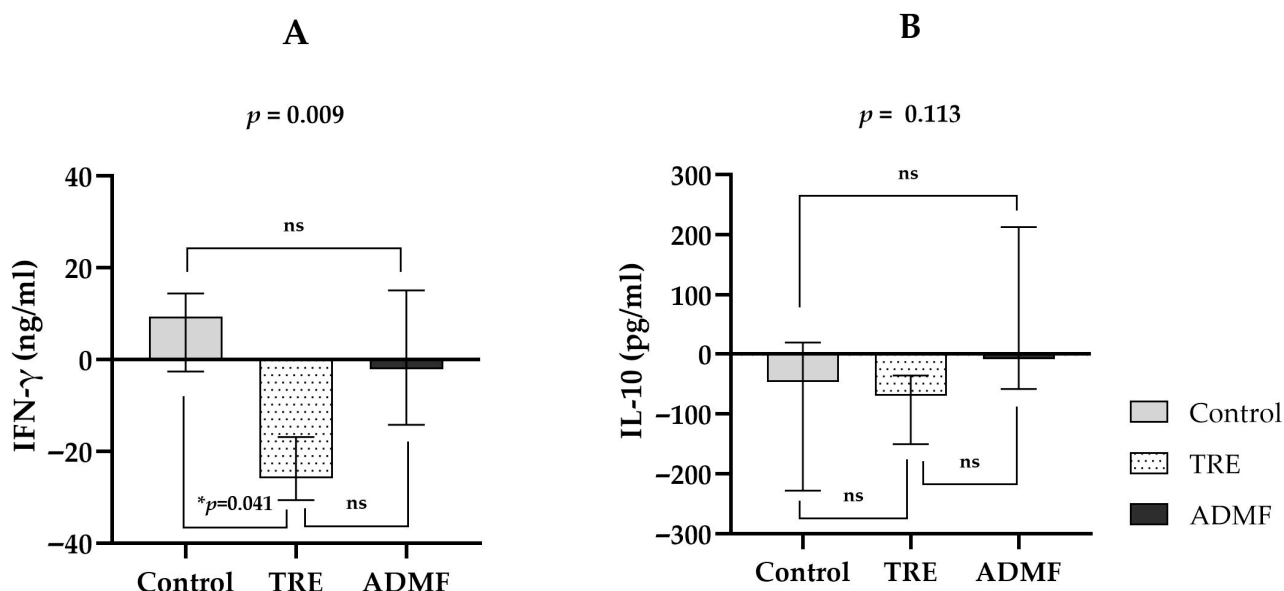 A
p = 0.009
IFN-γ (ng/ml)
40
20
0
−20
−40
ns
*p=0.041
ns
Control
TRE
ADMF
B
p = 0.113
IL-10 (pg/ml)
300
200
100
0
−100
−200
−300
ns
ns
ns
Control
TRE
ADMF
Control
TRE
ADMF